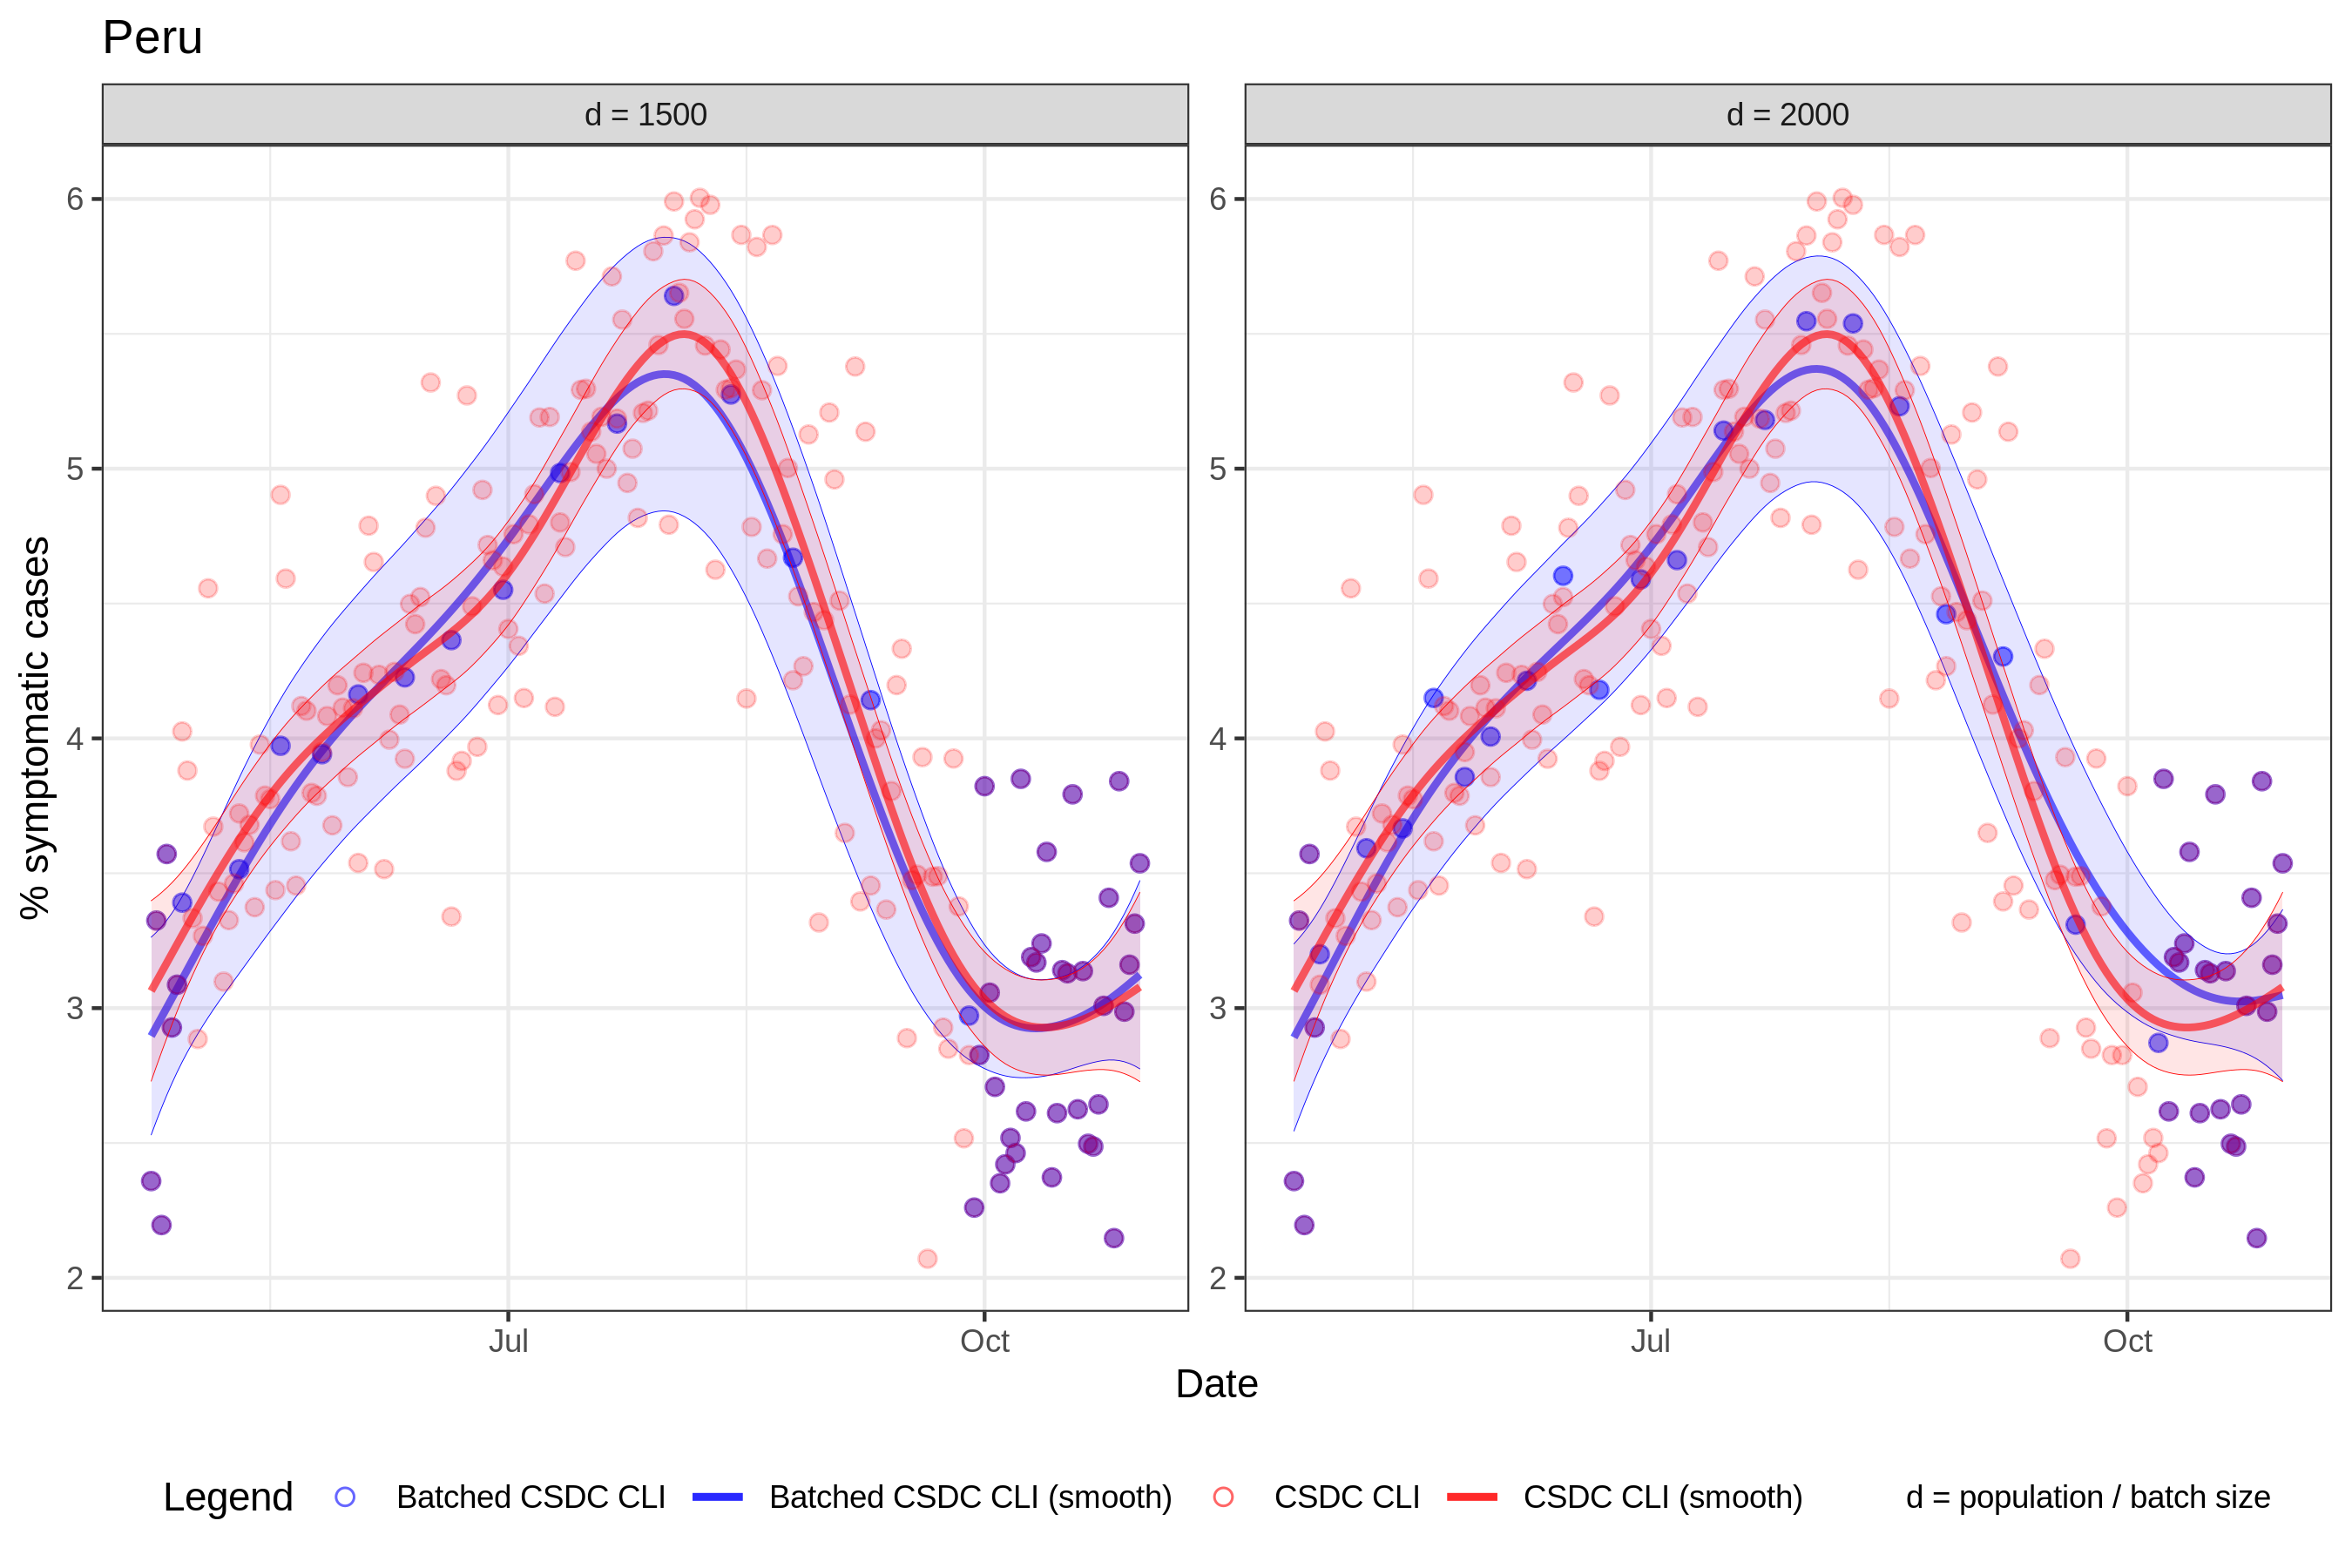 Peru
d = 1500
d = 2000
% symptomatic cases
6
5
4
3
2
6
5
4
3
2
Jul
Oct
Jul
Oct
Date
Legend
Batched CSDC CLI
Batched CSDC CLI (smooth)
CSDC CLI
CSDC CLI (smooth)
d = population / batch size